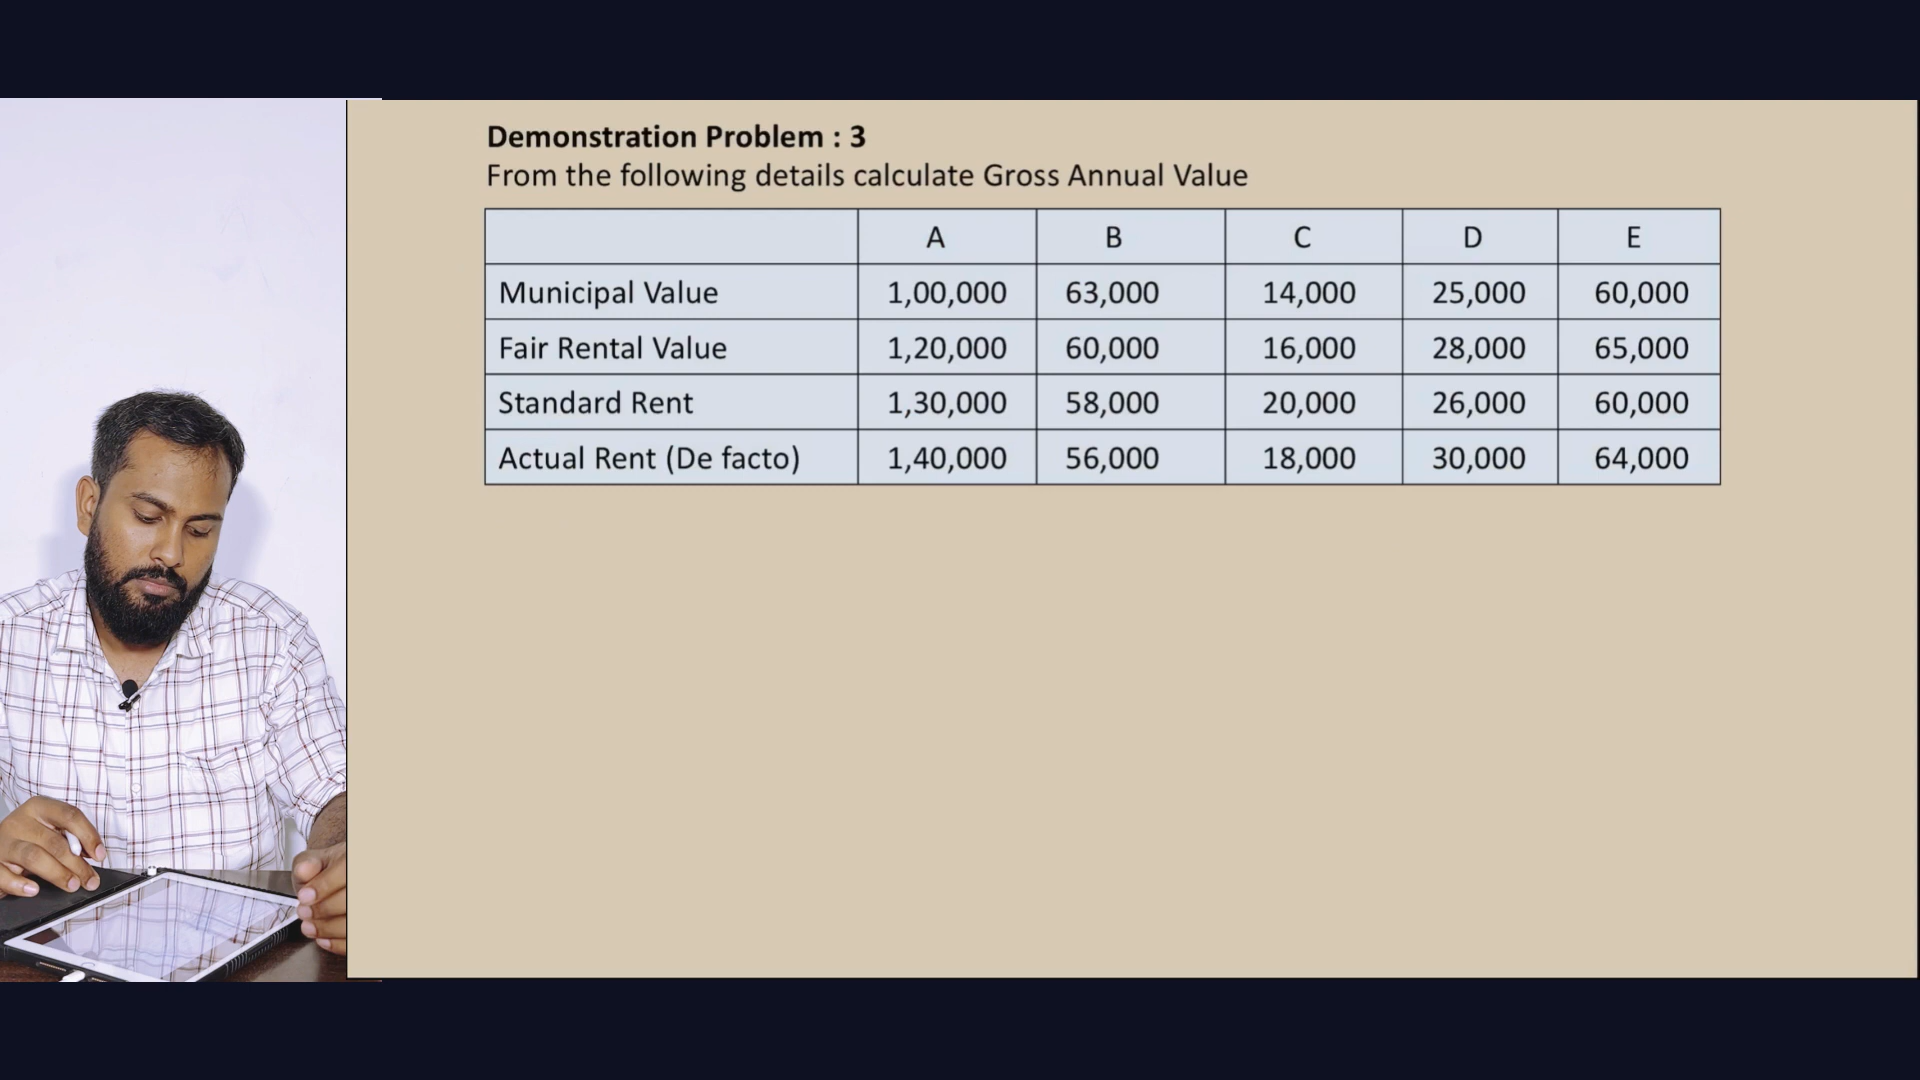 Demonstration Problem : 3
From the following details calculate Gross Annual Value
A B C D E
Municipal Value 1,00,000 63,000 14,000 25,000 60,000
Fair Rental Value 1,20,000 60,000 16,000 28,000 65,000
Standard Rent 1,30,000 58,000 20,000 26,000 60,000
Actual Rent (De facto) 1,40,000 56,000 18,000 30,000 64,000